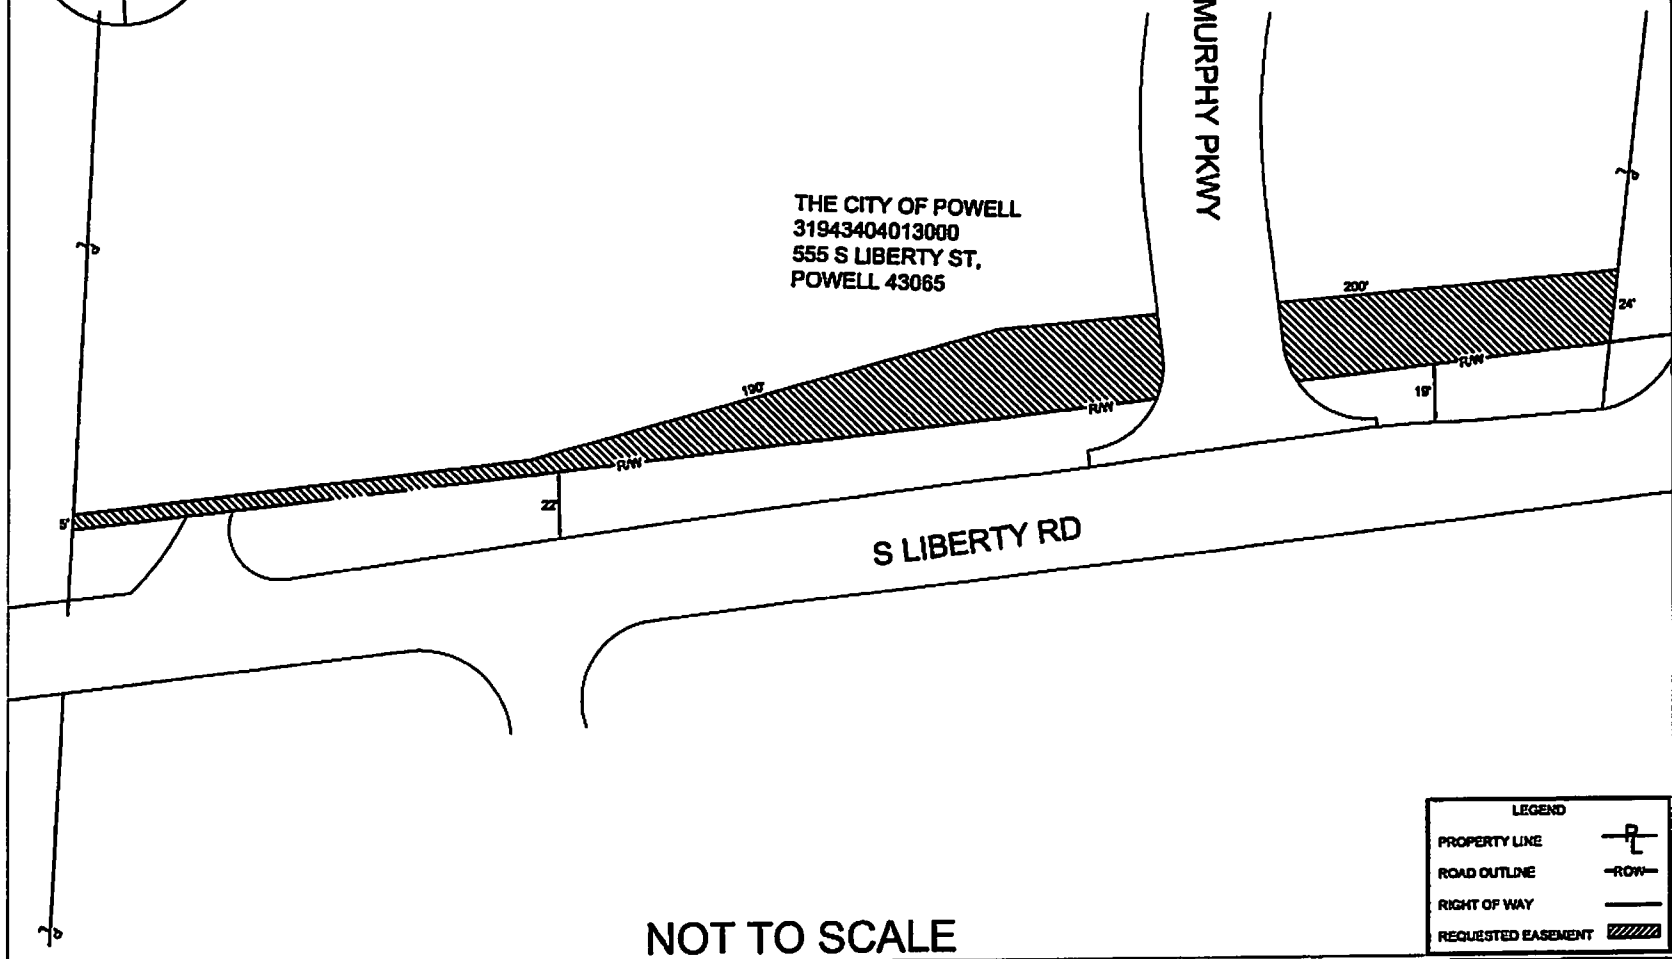 MURPHY PKWY
THE CITY OF POWELL
31943404013000
555 S LIBERTY ST,
POWELL 43065
200'
24'
R/W
19'
190'
R/W
R/W
22'
5'
S LIBERTY RD
LEGEND
PROPERTY LINE PL
ROAD OUTLINE ROW
RIGHT OF WAY
REQUESTED EASEMENT
NOT TO SCALE